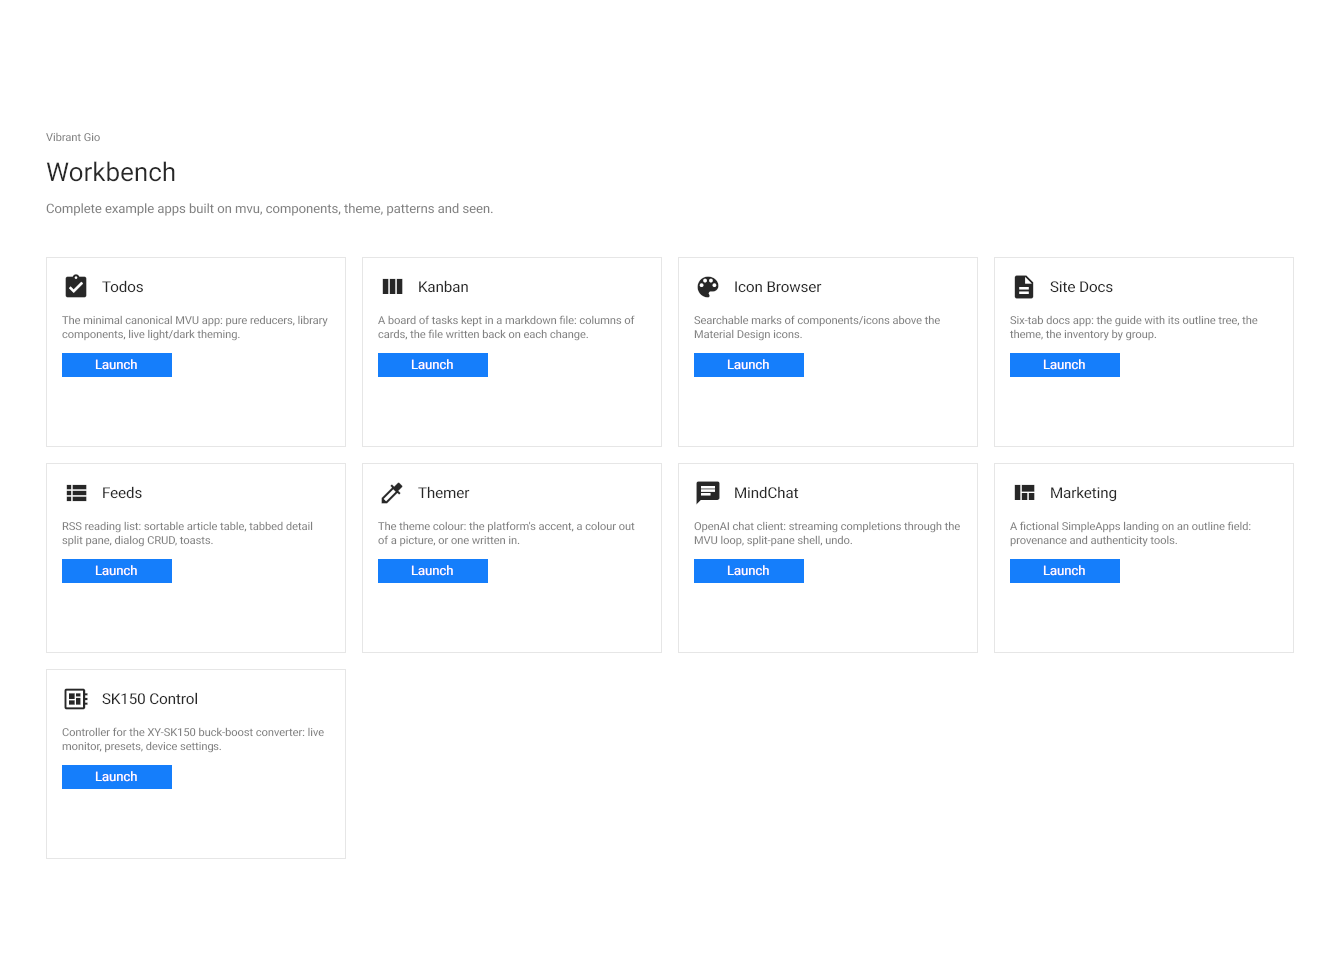 Vibrant Gio
Workbench
Complete example apps built on mvu, components, theme, patterns and seen.
Todos
The minimal canonical MVU app: pure reducers, library
components, live light/dark theming.
Launch
Kanban
A board of tasks kept in a markdown file: columns of
cards, the file written back on each change.
Launch
Icon Browser
Searchable marks of components/icons above the
Material Design icons.
Launch
Site Docs
Six-tab docs app: the guide with its outline tree, the
theme, the inventory by group.
Launch
Feeds
RSS reading list: sortable article table, tabbed detail
split pane, dialog CRUD, toasts.
Launch
Themer
The theme colour: the platform's accent, a colour out
of a picture, or one written in.
Launch
MindChat
OpenAI chat client: streaming completions through the
MVU loop, split-pane shell, undo.
Launch
Marketing
A fictional SimpleApps landing on an outline field:
provenance and authenticity tools.
Launch
SK150 Control
Controller for the XY-SK150 buck-boost converter: live
monitor, presets, device settings.
Launch